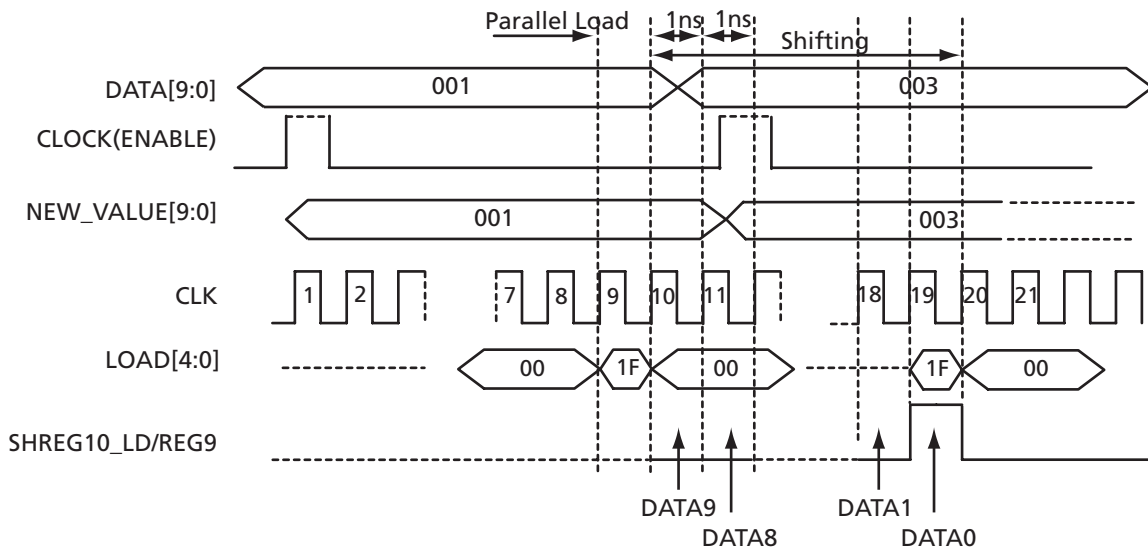 Parallel Load 1ns 1ns
Shifting
DATA[9:0] 001 003
CLOCK(ENABLE)
NEW_VALUE[9:0] 001 003
CLK 1 2 7 8 9 10 11 18 19 20 21
LOAD[4:0] 00 1F 00 1F 00
SHREG10_LD/REG9
DATA9 DATA1
DATA8 DATA0